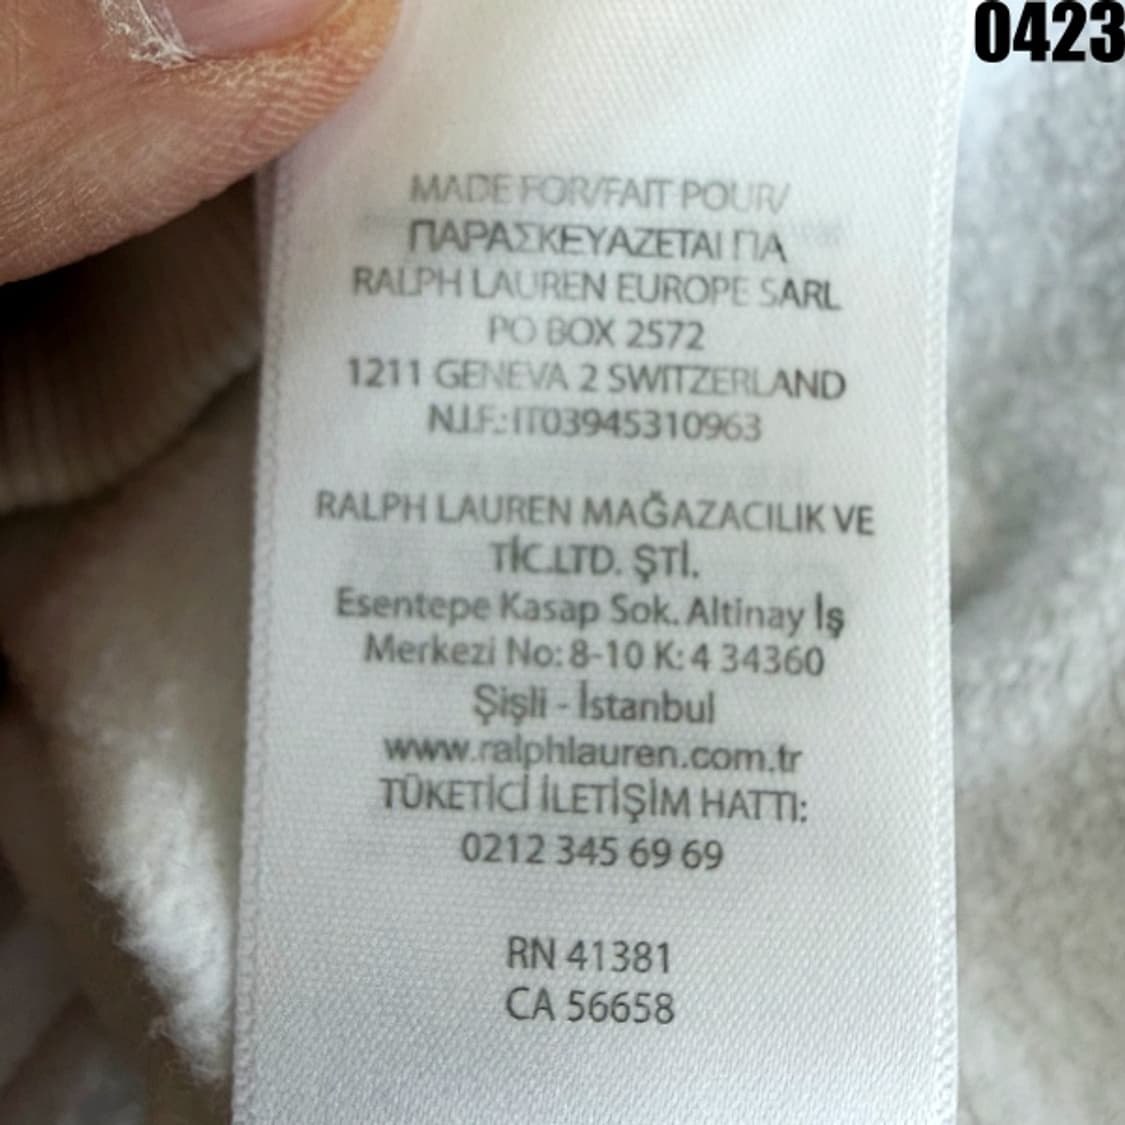 0423
MADE FOR/FAIT POUR/
ΠΑΡΑΣΚΕΥΑΖΕΤΑΙ ΓΙΑ
RALPH LAUREN EUROPE SARL
PO BOX 2572
1211 GENEVA 2 SWITZERLAND
N.I.F.: IT03945310963
RALPH LAUREN MAĞAZACILIK VE
TİC.LTD. ŞTİ.
Esentepe Kasap Sok. Altinay İş
Merkezi No: 8-10 K: 4 34360
Şişli - İstanbul
www.ralphlauren.com.tr
TÜKETİCİ İLETİŞİM HATTI:
0212 345 69 69
RN 41381
CA 56658